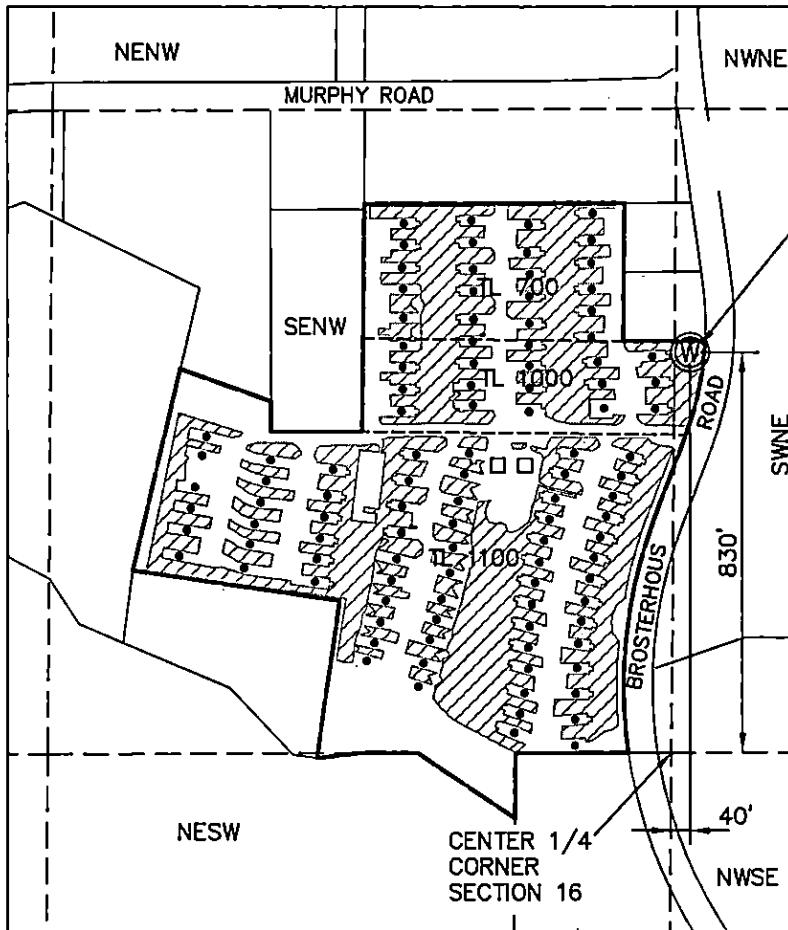 NENW
NWNE
MURPHY ROAD
TL 700
SENW
W
TL 1000
ROAD
SWNE
830'
TL 1100
BROSTERHOUS
40'
NESW
CENTER 1/4
CORNER
SECTION 16
NWSE